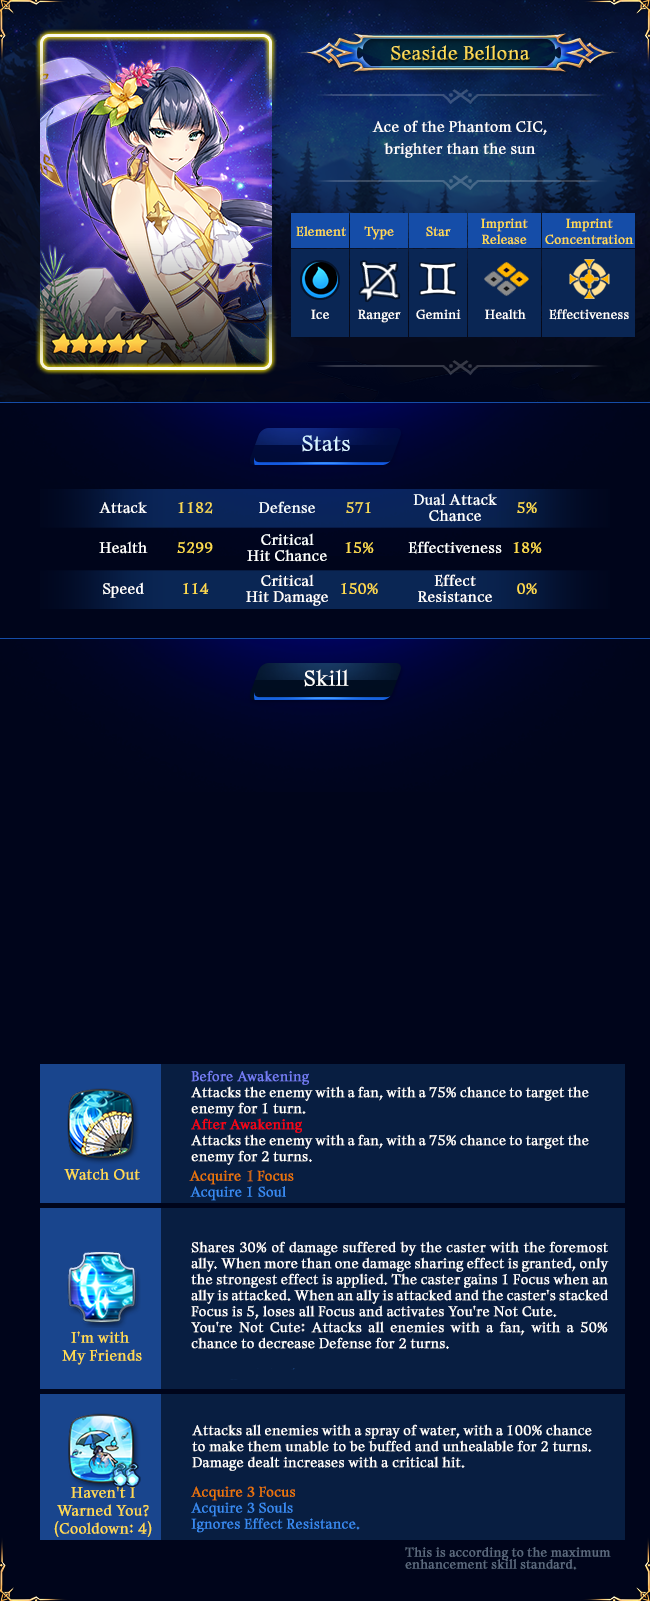 Seaside Bellona
Ace of the Phantom CIC,
brighter than the sun
Element Type Star Imprint Release Imprint Concentration
Ice Ranger Gemini Health Effectiveness
Stats
Attack 1182 Defense 571 Dual Attack Chance 5%
Health 5299 Critical Hit Chance 15% Effectiveness 18%
Speed 114 Critical Hit Damage 150% Effect Resistance 0%
Skill
Before Awakening
Attacks the enemy with a fan, with a 75% chance to target the
enemy for 1 turn.
After Awakening
Attacks the enemy with a fan, with a 75% chance to target the
enemy for 2 turns.
Watch Out
Acquire 1 Focus
Acquire 1 Soul
Shares 30% of damage suffered by the caster with the foremost
ally. When more than one damage sharing effect is granted, only
the strongest effect is applied. The caster gains 1 Focus when an
ally is attacked. When an ally is attacked and the caster's stacked
Focus is 5, loses all Focus and activates You're Not Cute.
You're Not Cute: Attacks all enemies with a fan, with a 50%
chance to decrease Defense for 2 turns.
I'm with
My Friends
Attacks all enemies with a spray of water, with a 100% chance
to make them unable to be buffed and unhealable for 2 turns.
Damage dealt increases with a critical hit.
Haven't I
Warned You?
(Cooldown: 4)
Acquire 3 Focus
Acquire 3 Souls
Ignores Effect Resistance.
This is according to the maximum
enhancement skill standard.